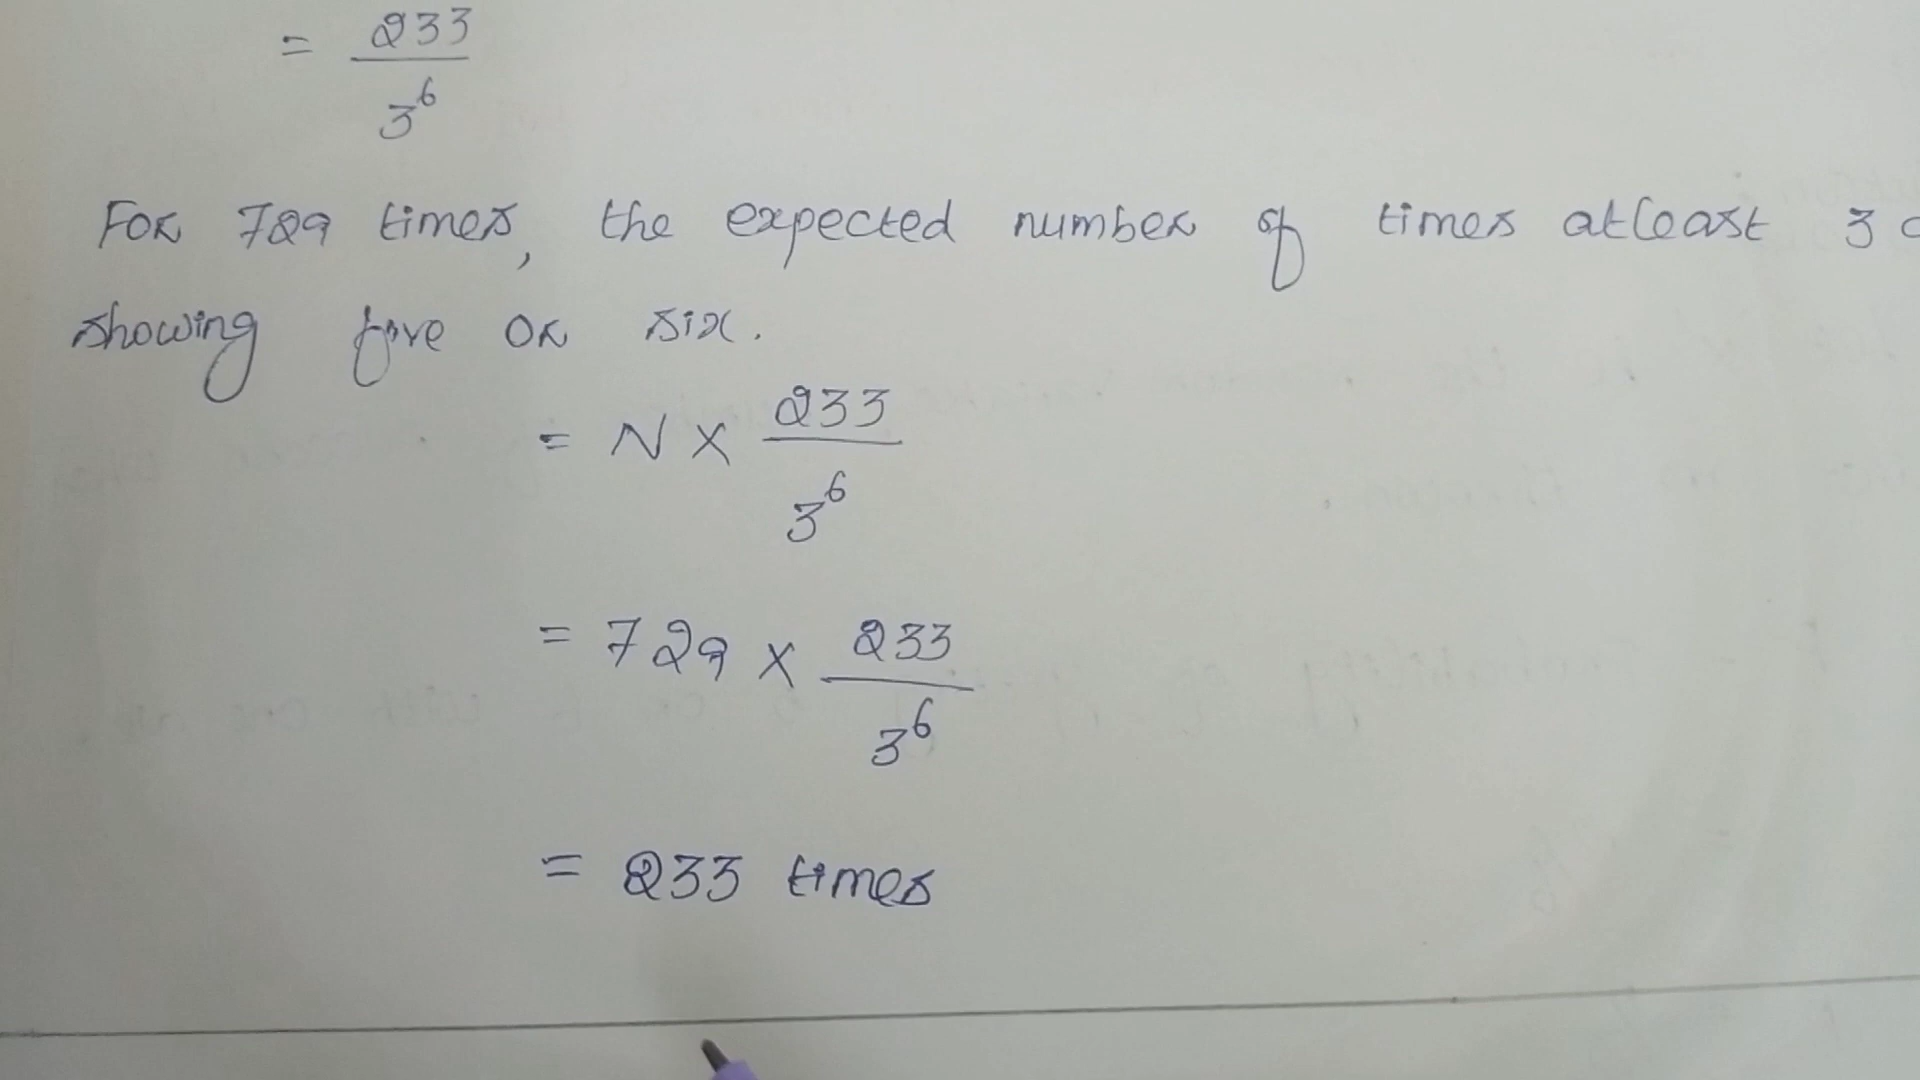 = 233
3^6
For 729 times, the expected number of times atleast 3
showing five or six.
= N × 233
3^6
= 729 × 233
3^6
= 233 times